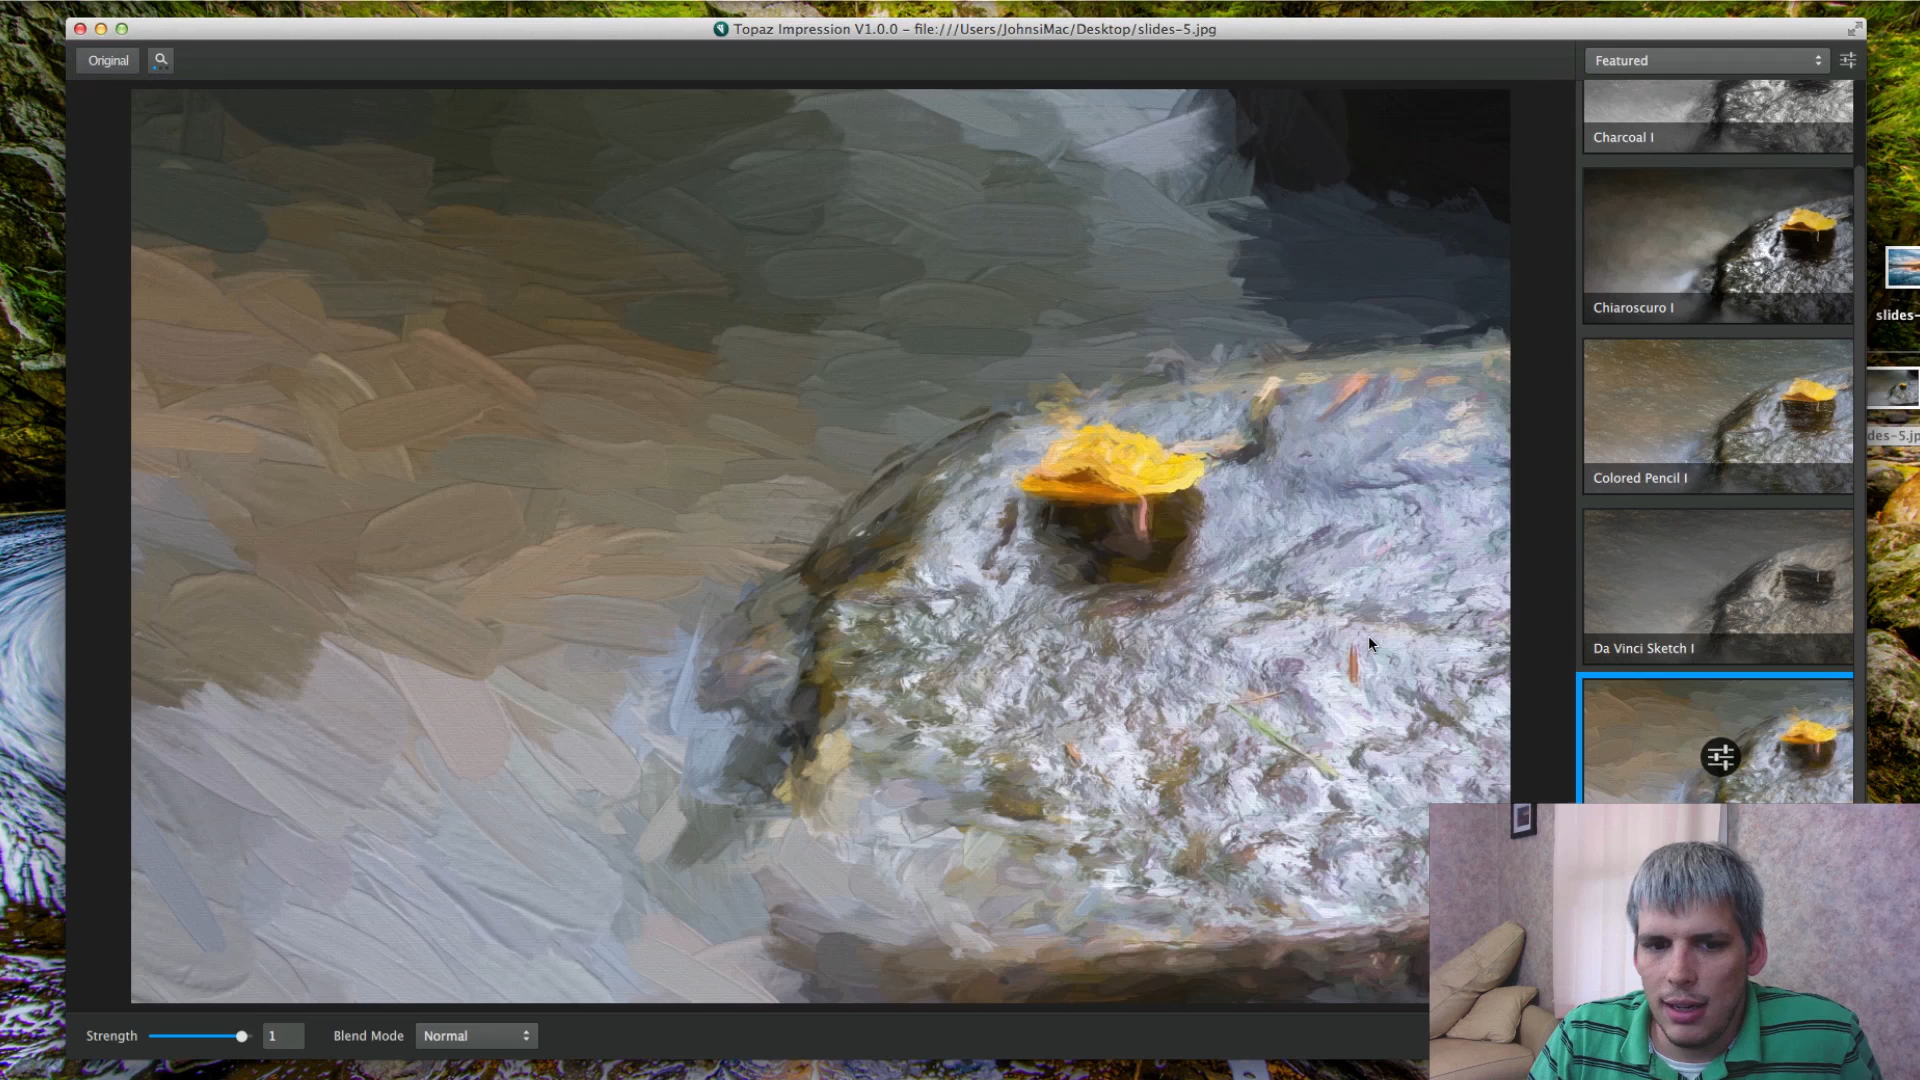 Topaz Impression V1.0.0 – file:///Users/JohnsiMac/Desktop/slides-5.jpg
Original
Featured
Charcoal I
Chiaroscuro I
slides-
Colored Pencil I
des-5.jp
Da Vinci Sketch I
Strength
1
Blend Mode
Normal